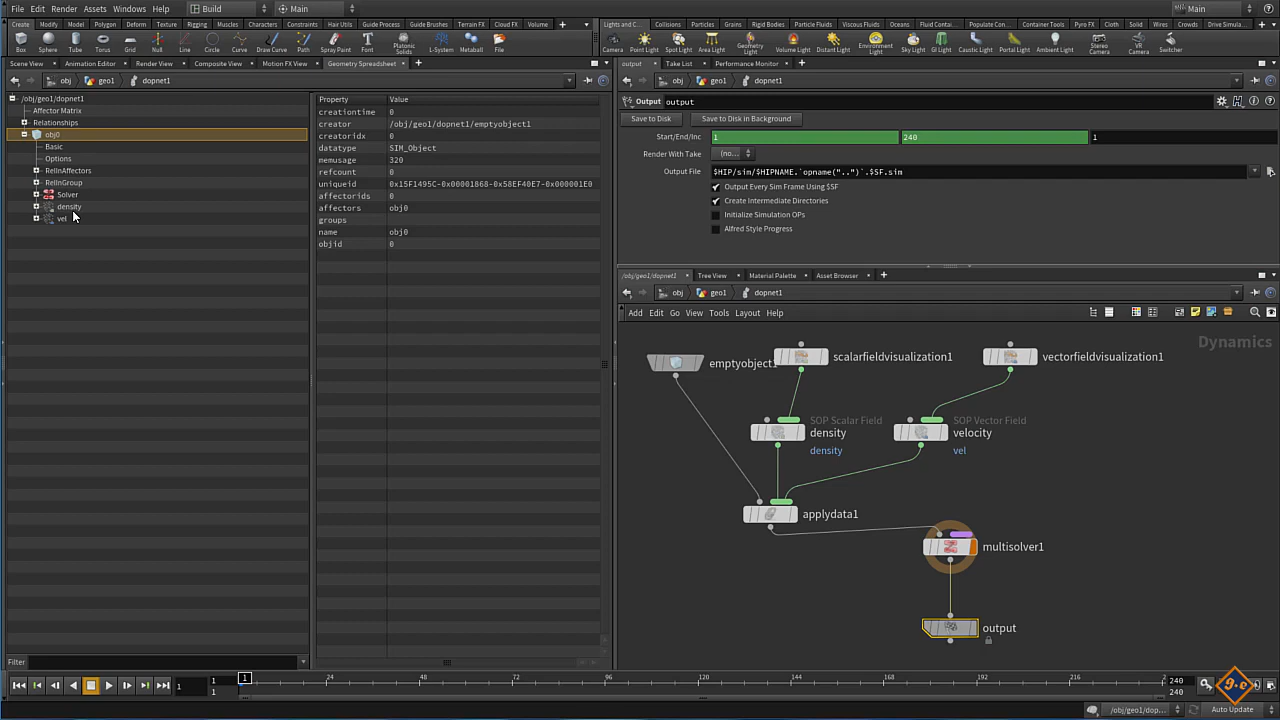 File Edit Render Assets Windows Help Build Main Main
Create Modify Model Polygon Deform Texture Rigging Muscles Characters Constraints Hair Utils Guide Process Guide Brushes Terrain FX Cloud FX Volume
Box Sphere Tube Torus Grid Null Line Circle Curve Draw Curve Path Spray Paint Font Platonic Solids L-System Metaball File
Lights and C... Collisions Particles Grains Rigid Bodies Particle Fluids Viscous Fluids Oceans Fluid Contai... Populate Con... Container Tools Pyro FX Cloth Solid Wires Crowds Drive Simula...
Camera Point Light Spot Light Area Light Geometry Light Volume Light Distant Light Environment Light Sky Light GI Light Caustic Light Portal Light Ambient Light Stereo Camera VR Camera Switcher
Scene View Animation Editor Render View Composite View Motion FX View Geometry Spreadsheet
obj geo1 dopnet1
/obj/geo1/dopnet1
Affector Matrix
Relationships
obj0
Basic
Options
RelInAffectors
RelInGroup
Solver
density
vel
Filter
Property Value
creationtime 0
creator /obj/geo1/dopnet1/emptyobject1
creatoridx 0
datatype SIM_Object
memusage 320
refcount 0
uniqueid 0x15F1495C-0x00001868-0x58EF40E7-0x000001E0
affectorids 0
affectors obj0
groups
name obj0
objid 0
output Take List Performance Monitor
obj geo1 dopnet1
Output output
Save to Disk Save to Disk in Background
Start/End/Inc 1 240 1
Render With Take (no...
Output File $HIP/sim/$HIPNAME.`opname("..")`.$SF.sim
Output Every Sim Frame Using $SF
Create Intermediate Directories
Initialize Simulation OPs
Alfred Style Progress
/obj/geo1/dopnet1 Tree View Material Palette Asset Browser
obj geo1 dopnet1
Add Edit Go View Tools Layout Help
Dynamics
emptyobject1 scalarfieldvisualization1 vectorfieldvisualization1
SOP Scalar Field SOP Vector Field
density velocity
density vel
applydata1
multisolver1
output
1 1 1 1 24 48 72 96 120 144 168 192 216 2 240 240
/obj/geo1/dop... Auto Update
g.e